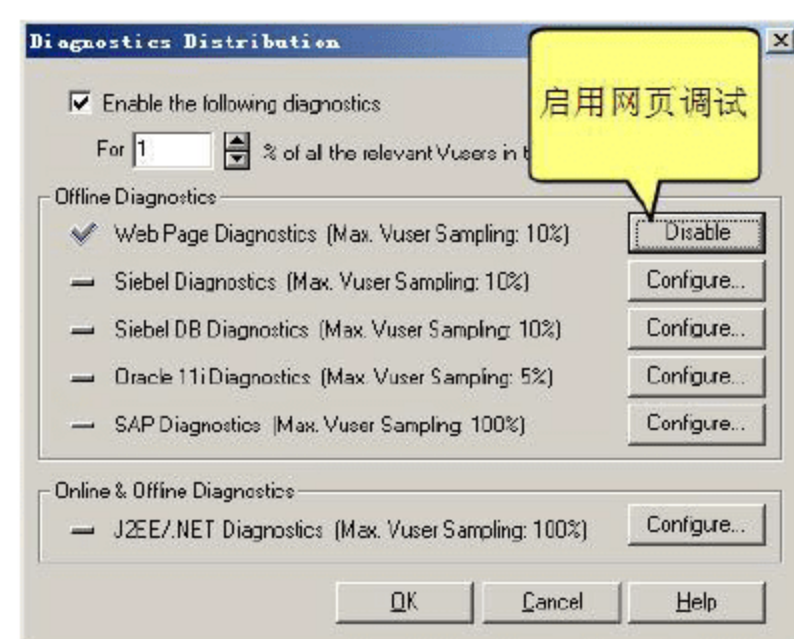 Diagnostics Distribution
启用网页调试
Enable the following diagnostics
For 1 % of all the relevant Vusers in
Offline Diagnostics
Web Page Diagnostics (Max. Vuser Sampling: 10%) Disable
Siebel Diagnostics (Max. Vuser Sampling: 10%) Configure...
Siebel DB Diagnostics (Max. Vuser Sampling: 10%) Configure...
Oracle 11i Diagnostics (Max. Vuser Sampling: 5%) Configure...
SAP Diagnostics (Max. Vuser Sampling: 100%) Configure...
Online & Offline Diagnostics
J2EE/.NET Diagnostics (Max. Vuser Sampling: 100%) Configure...
OK Cancel Help